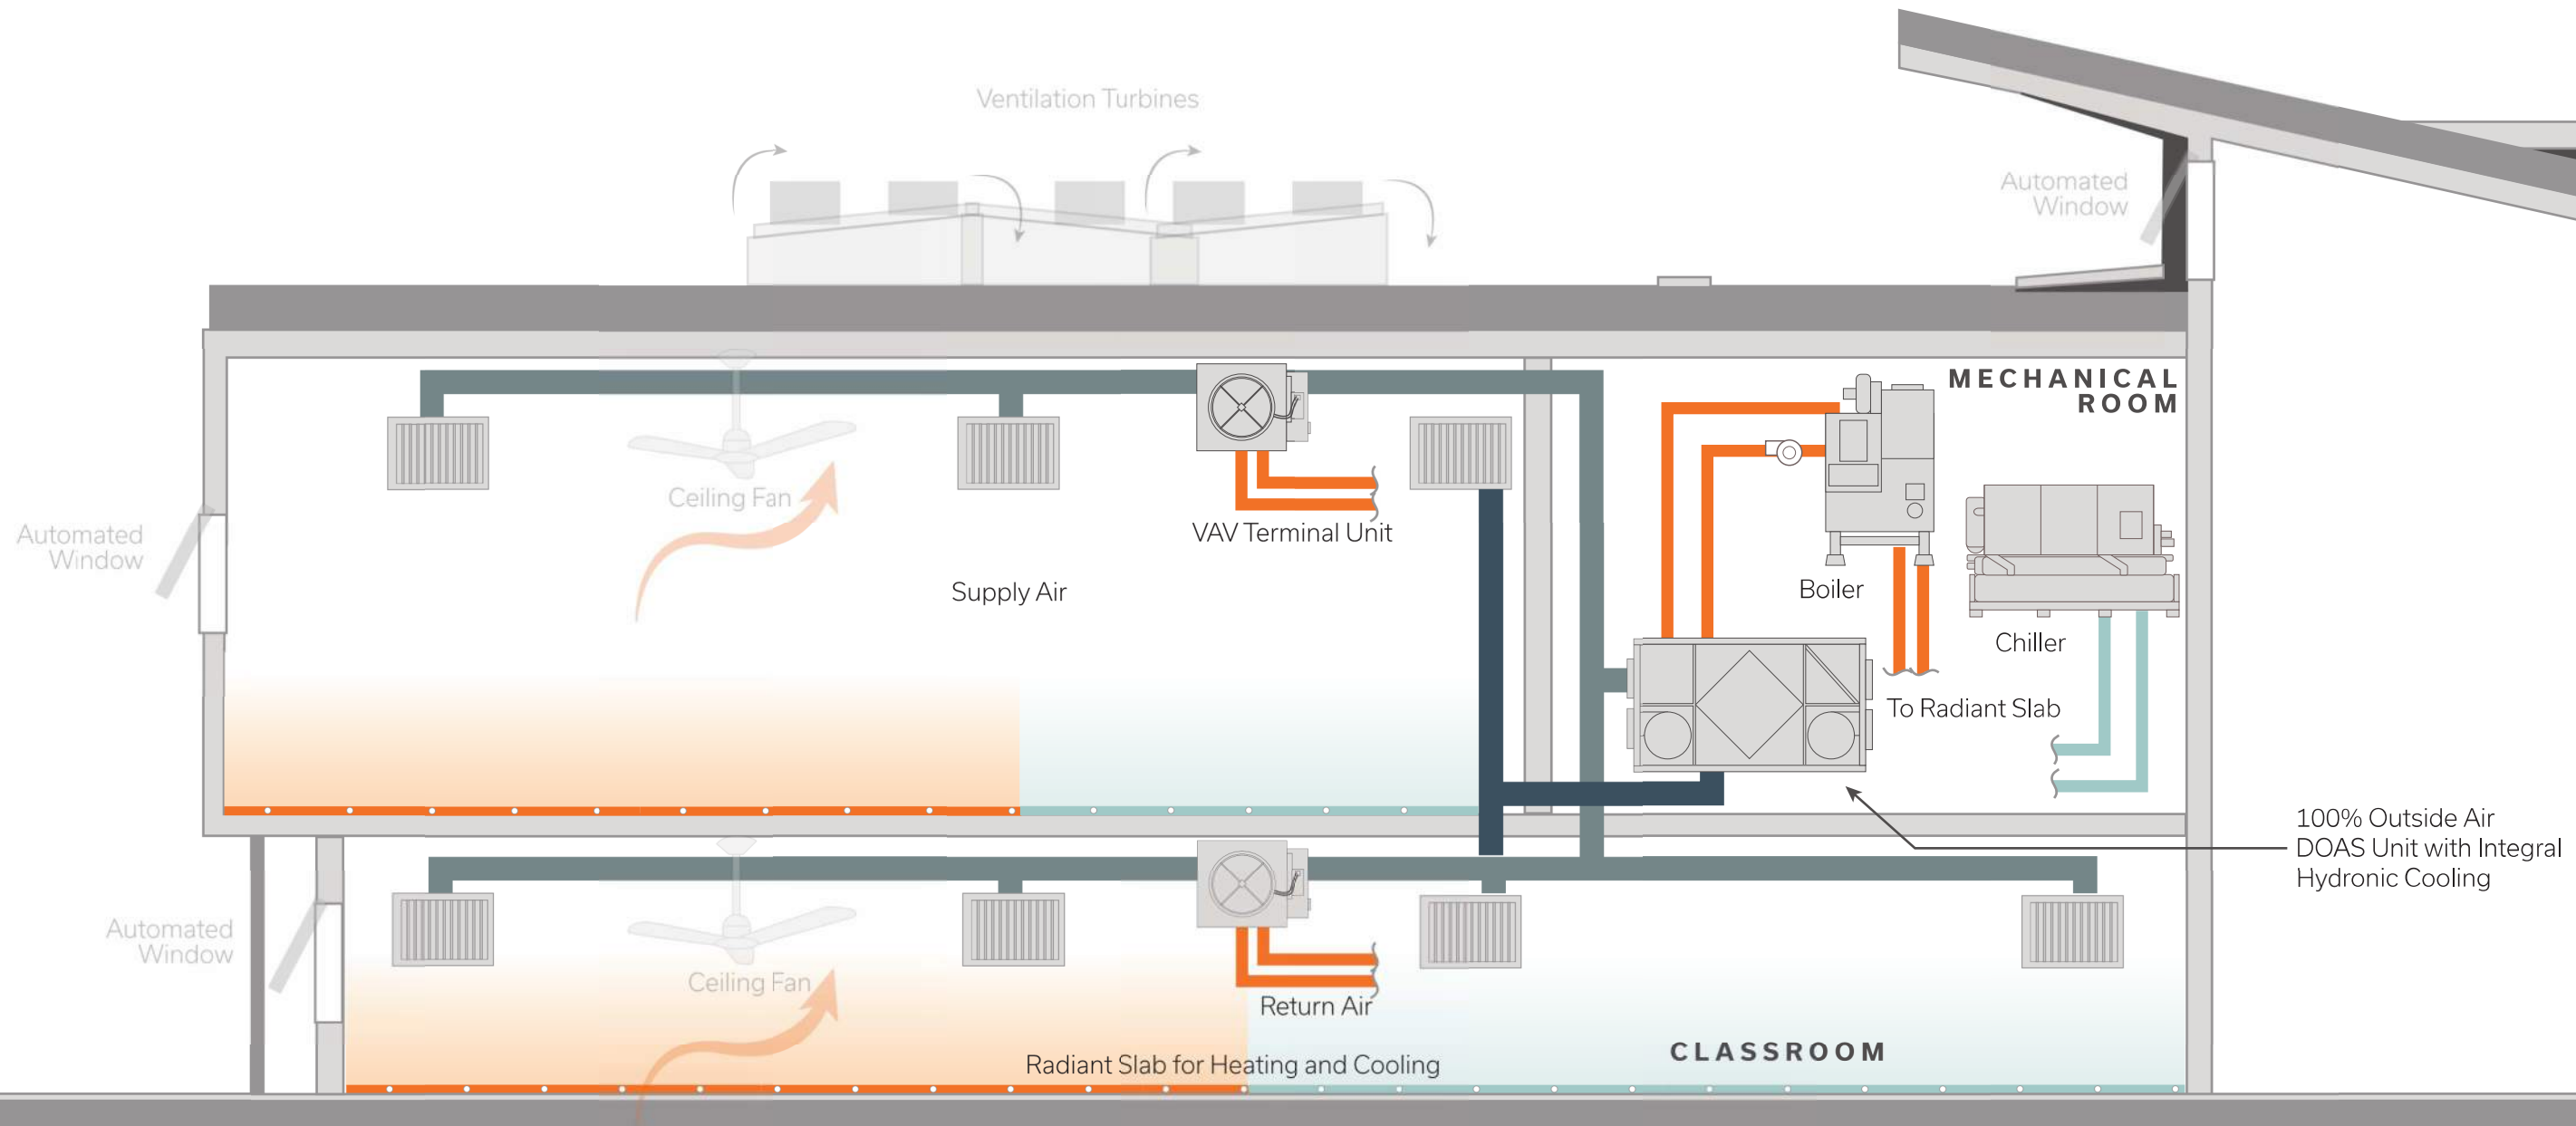 Ventilation Turbines
Automated
Window
MECHANICAL
ROOM
Ceiling Fan
VAV Terminal Unit
Automated
Window
Supply Air
Boiler
Chiller
To Radiant Slab
100% Outside Air
DOAS Unit with Integral
Hydronic Cooling
Automated
Window
Ceiling Fan
Return Air
Radiant Slab for Heating and Cooling
CLASSROOM